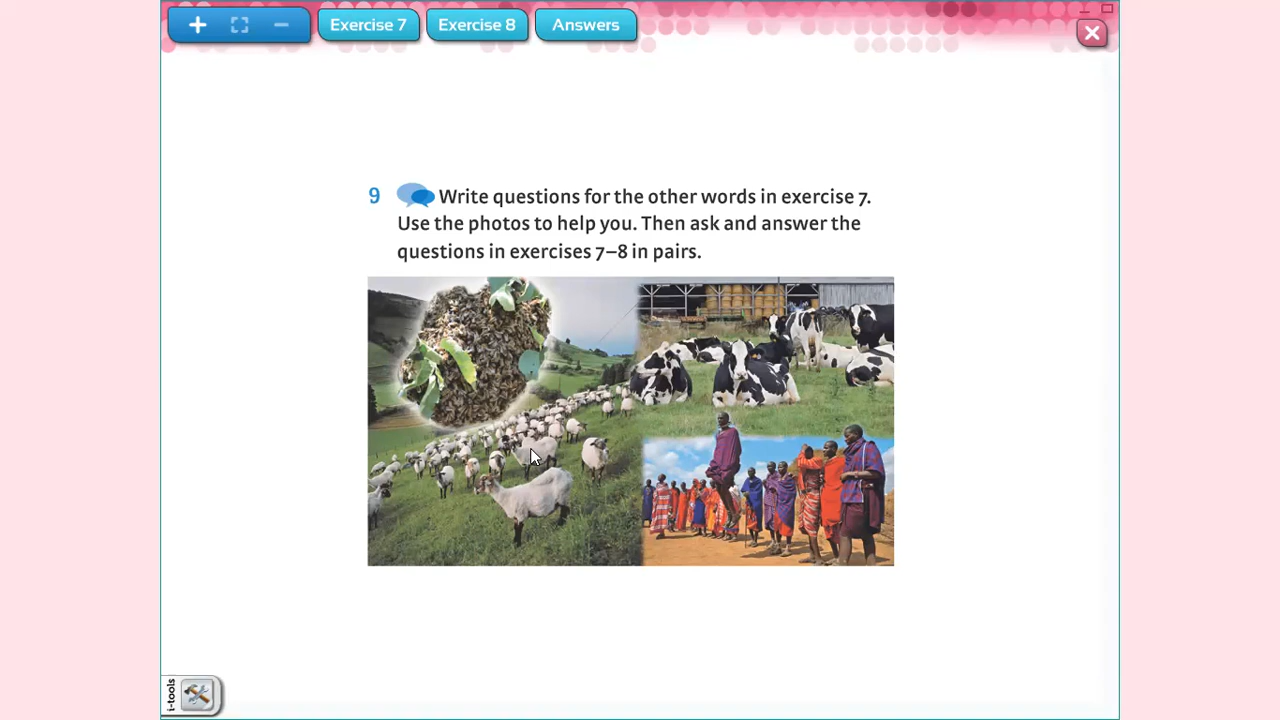 + −
Exercise 7
Exercise 8
Answers
9 Write questions for the other words in exercise 7.
Use the photos to help you. Then ask and answer the
questions in exercises 7–8 in pairs.
i-tools